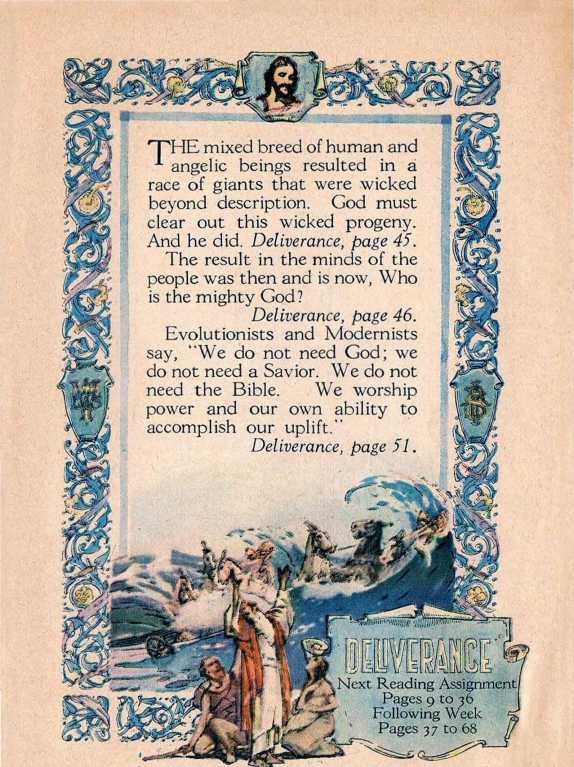 THE mixed breed of human and
angelic beings resulted in a
race of giants that were wicked
beyond description. God must
clear out this wicked progeny.
And he did. Deliverance, page 45.
The result in the minds of the
people was then and is now, Who
is the mighty God?
Deliverance, page 46.
Evolutionists and Modernists
say, "We do not need God; we
do not need a Savior. We do not
need the Bible. We worship
power and our own ability to
accomplish our uplift."
Deliverance, page 51.
DELIVERANCE
Next Reading Assignment
Pages 9 to 36
Following Week
Pages 37 to 68